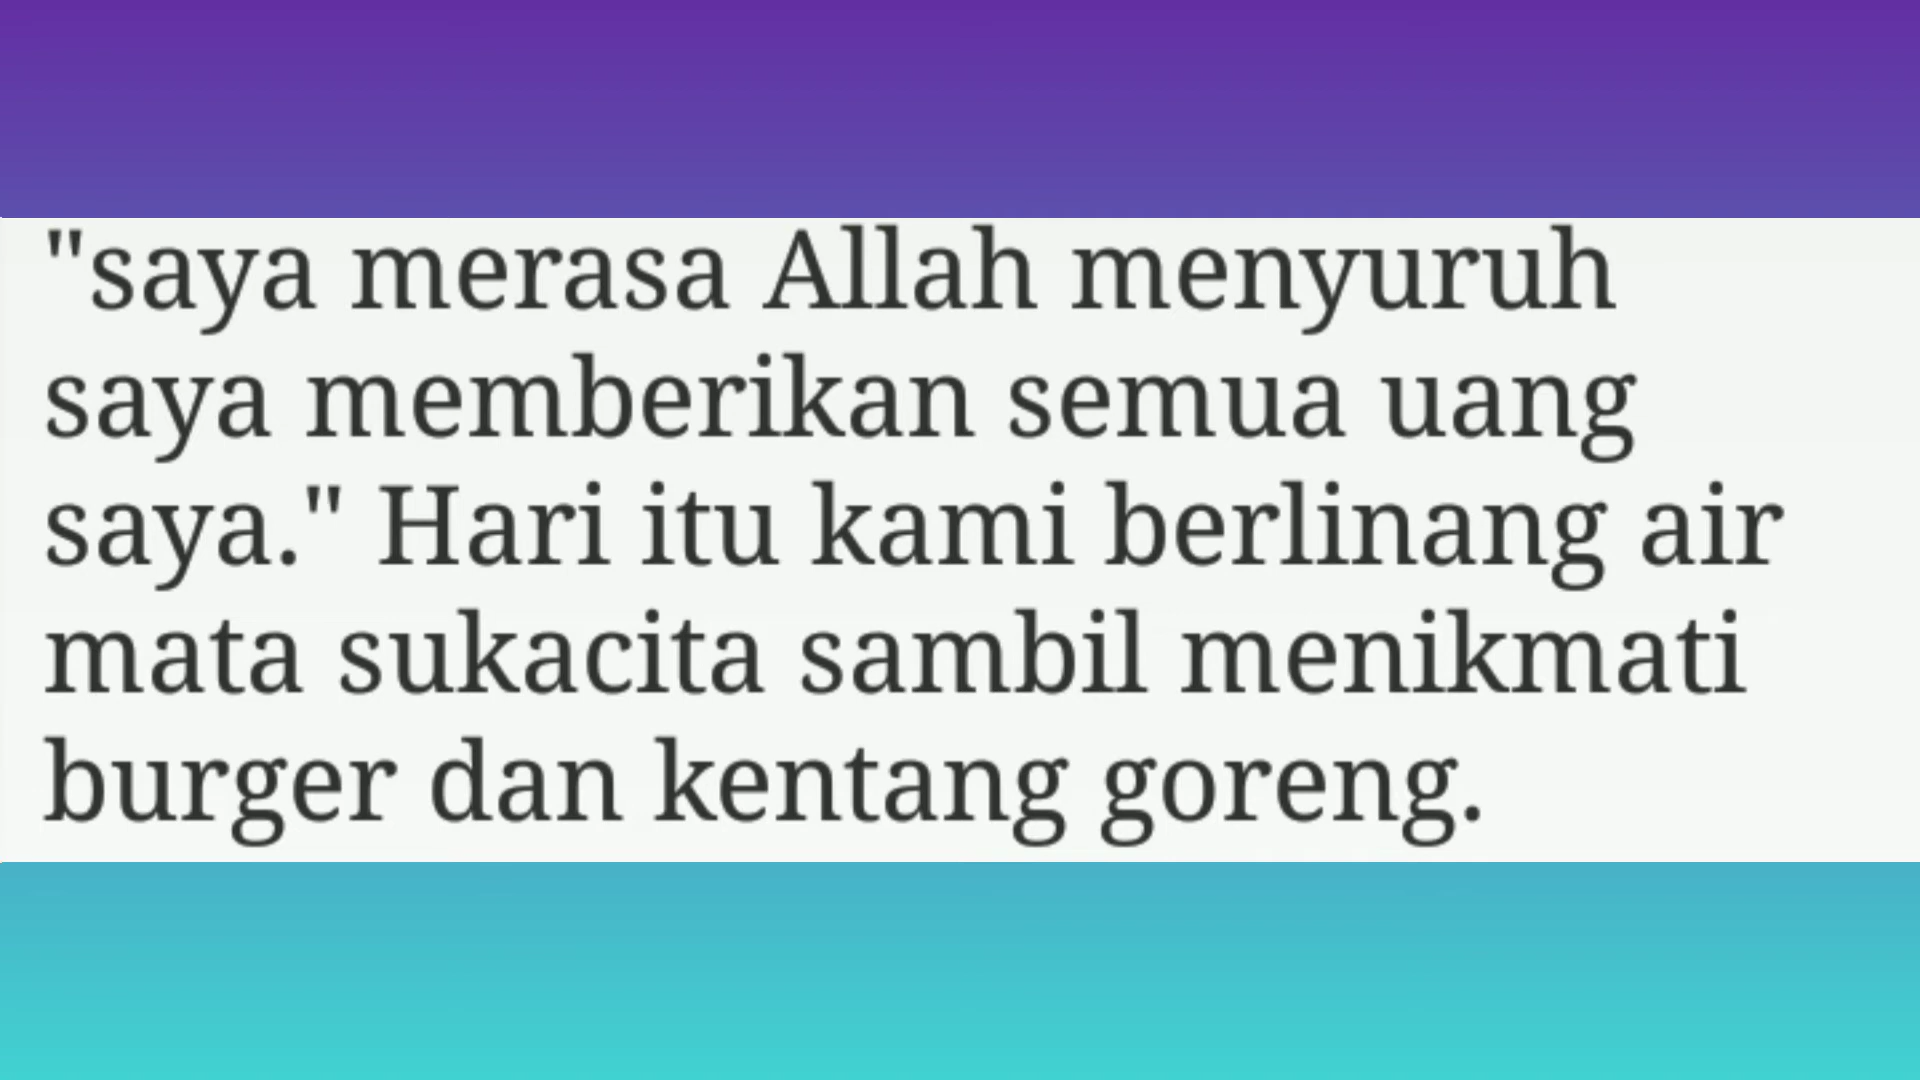 "saya merasa Allah menyuruh
saya memberikan semua uang
saya." Hari itu kami berlinang air
mata sukacita sambil menikmati
burger dan kentang goreng.